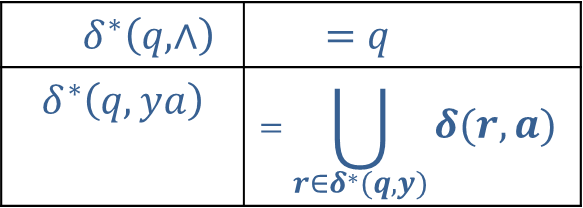 δ*(q,∧) = q
δ*(q, ya) = ⋃ δ(r, a)
r∈δ*(q,y)